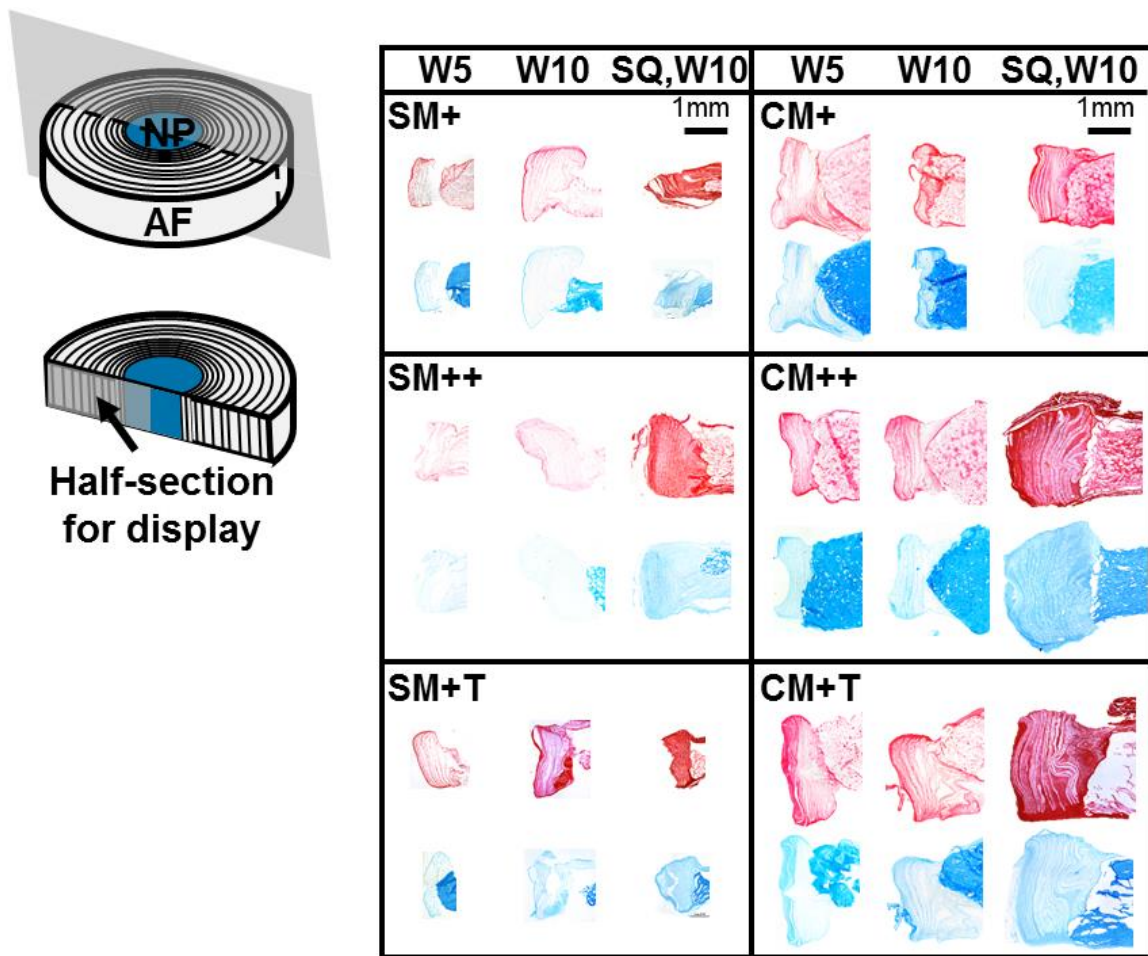 NP
AF
Half-section
for display
W5 W10 SQ,W10 W5 W10 SQ,W10
SM+ 1mm CM+ 1mm
SM++ CM++
SM+T CM+T